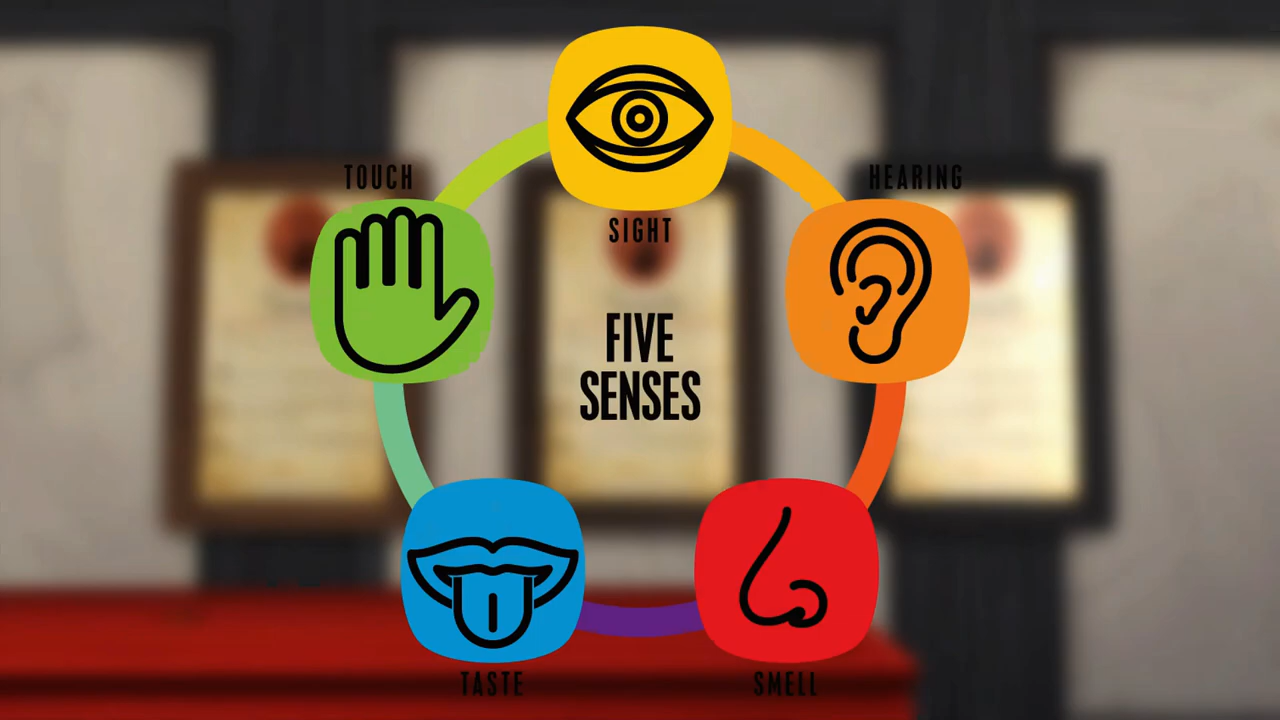 TOUCH
HEARING
SIGHT
FIVE
SENSES
TASTE
SMELL